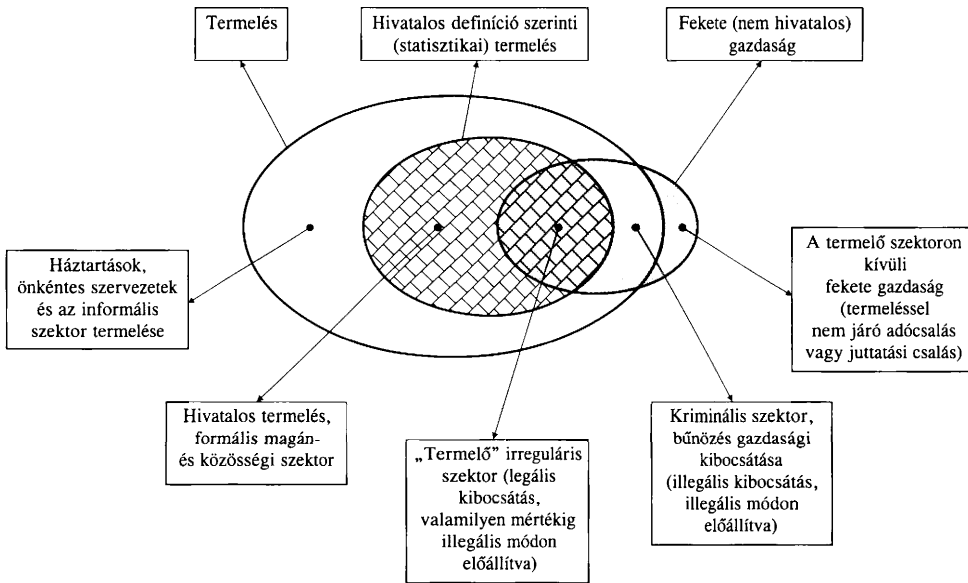 Termelés
Hivatalos definíció szerinti
(statisztikai) termelés
Fekete (nem hivatalos)
gazdaság
Háztartások,
önkéntes szervezetek
és az informális
szektor termelése
A termelő szektoron
kívüli
fekete gazdaság
(termeléssel
nem járó adócsalás
vagy juttatási csalás)
Hivatalos termelés,
formális magán-
és közösségi szektor
„Termelő” irreguláris
szektor (legális
kibocsátás,
valamilyen mértékig
illegális módon
előállítva)
Kriminális szektor,
bűnözés gazdasági
kibocsátása
(illegális kibocsátás,
illegális módon
előállítva)